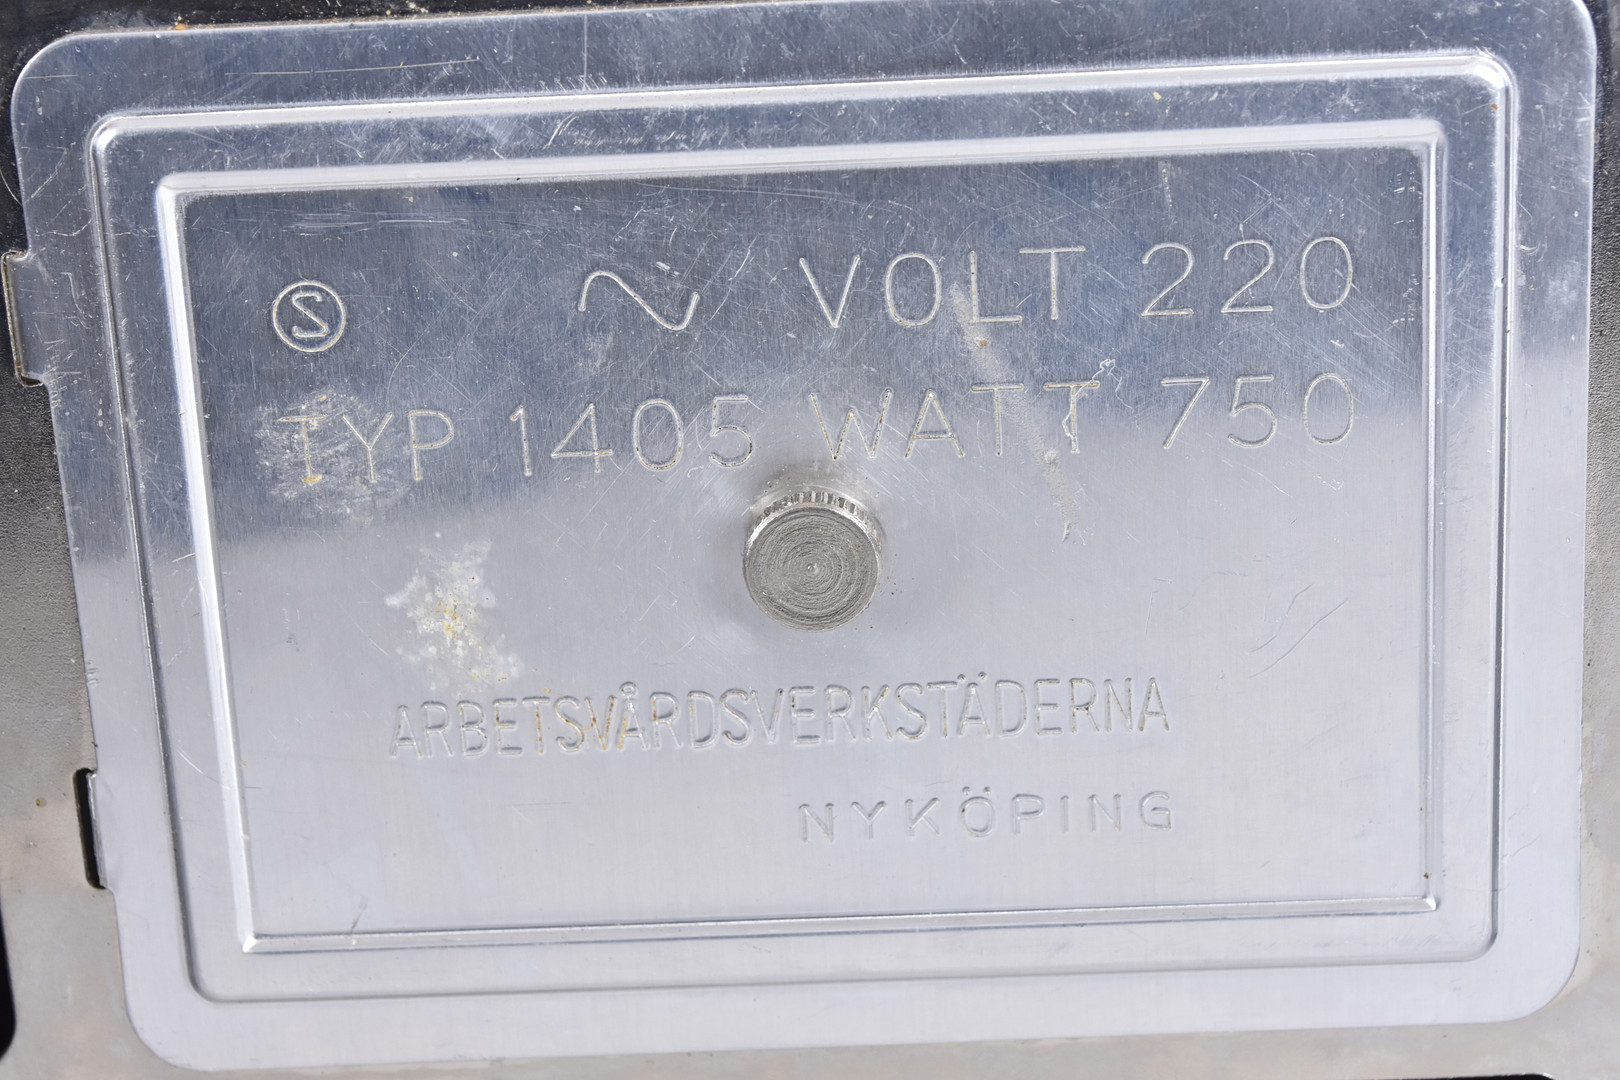 Ⓢ ~ VOLT 220
TYP 1405 WATT 750
ARBETSVÅRDSVERKSTÄDERNA
NYKÖPING